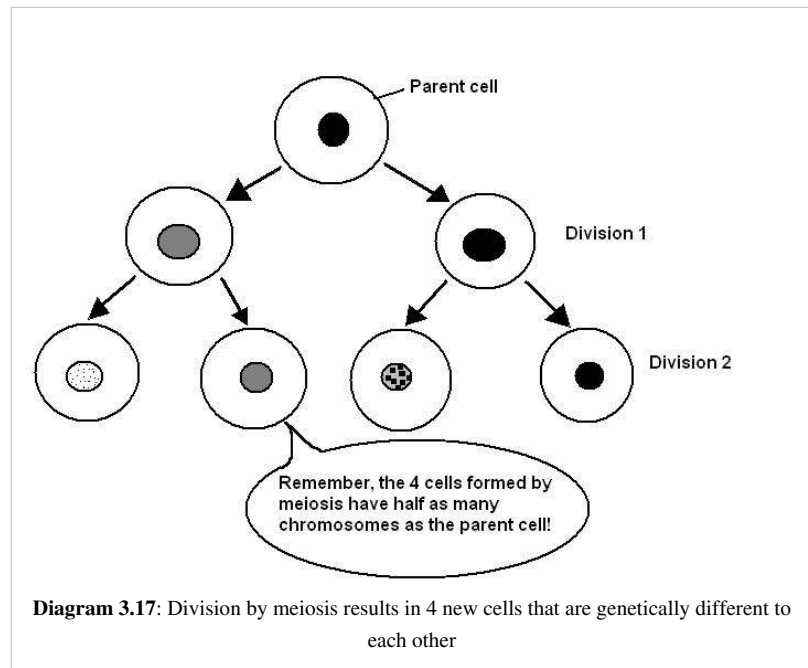 Parent cell
Division 1
Division 2
Remember, the 4 cells formed by
meiosis have half as many
chromosomes as the parent cell!
Diagram 3.17: Division by meiosis results in 4 new cells that are genetically different to
each other